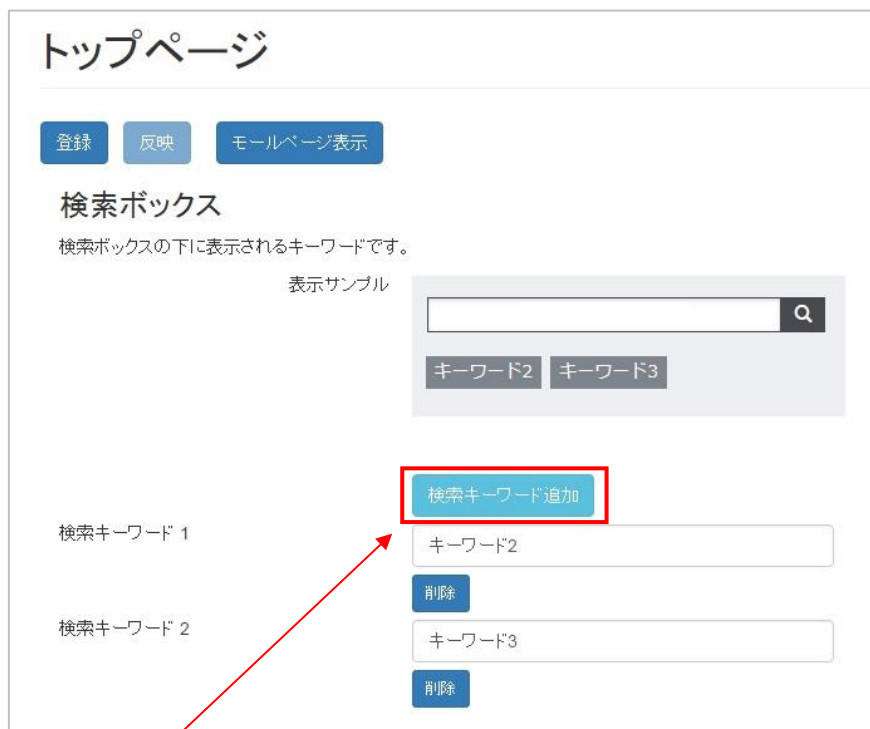 トップページ
登録 反映 モールページ表示
検索ボックス
検索ボックスの下に表示されるキーワードです。
表示サンプル
キーワード2 キーワード3
検索キーワード追加
検索キーワード 1
キーワード2
削除
検索キーワード 2
キーワード3
削除